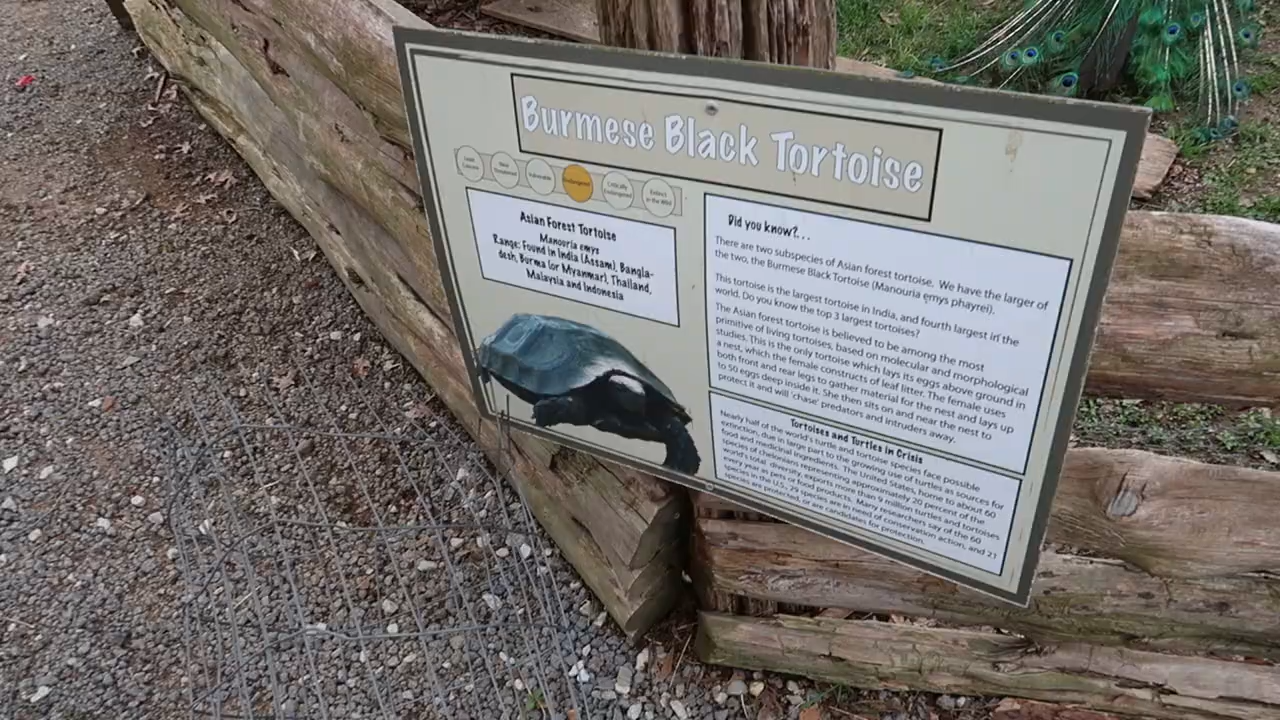 Burmese Black Tortoise
Least
Concern
Near
Threatened
Vulnerable
Endangered
Critically
Endangered
Extinct
in the Wild
Asian Forest Tortoise
Manouria emys
Range: Found in India (Assam), Bangla-
desh, Burma (or Myanmar), Thailand,
Malaysia and Indonesia
Did you know?...
There are two subspecies of Asian forest tortoise. We have the larger of
the two, the Burmese Black Tortoise (Manouria emys phayrei).
This tortoise is the largest tortoise in India, and fourth largest in the
world. Do you know the top 3 largest tortoises?
The Asian forest tortoise is believed to be among the most
primitive of living tortoises, based on molecular and morphological
studies. This is the only tortoise which lays its eggs above ground in
a nest, which the female constructs of leaf litter. The female uses
both front and rear legs to gather material for the nest and lays up
to 50 eggs deep inside it. She then sits on and near the nest to
protect it and will 'chase' predators and intruders away.
Tortoises and Turtles in Crisis
Nearly half of the world's turtle and tortoise species face possible
extinction, due in large part to the growing use of turtles as sources for
food and medicinal ingredients. The United States, home to about 60
species of chelonians representing approximately 20 percent of the
world's total diversity, exports more than 9 million turtles and tortoises
every year as pets or food products. Many researchers say of the 60
species in the U.S., 29 species are in need of conservation action, and 21
are protected, or are candidates for protection.